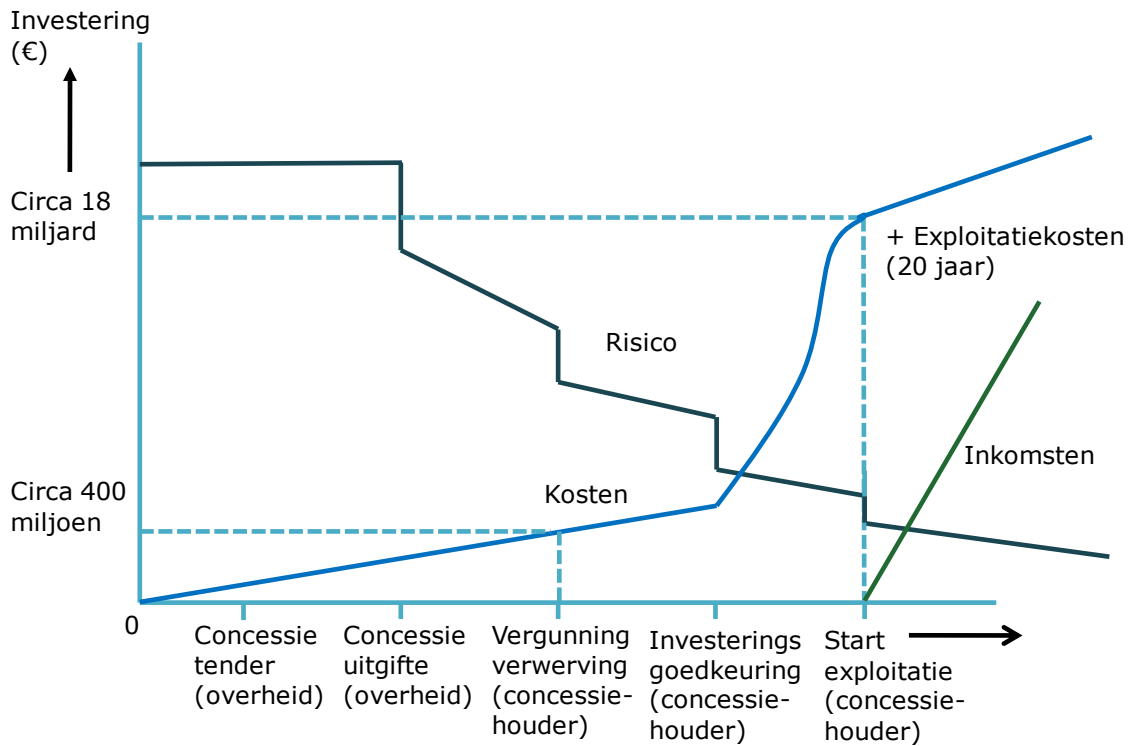 Investering
(€)
Circa 18
miljard
+ Exploitatiekosten
(20 jaar)
Risico
Inkomsten
Circa 400
miljoen
Kosten
0
Concessie
tender
(overheid)
Concessie
uitgifte
(overheid)
Vergunning
verwerving
(concessie-
houder)
Investerings
goedkeuring
(concessie-
houder)
Start
exploitatie
(concessie-
houder)